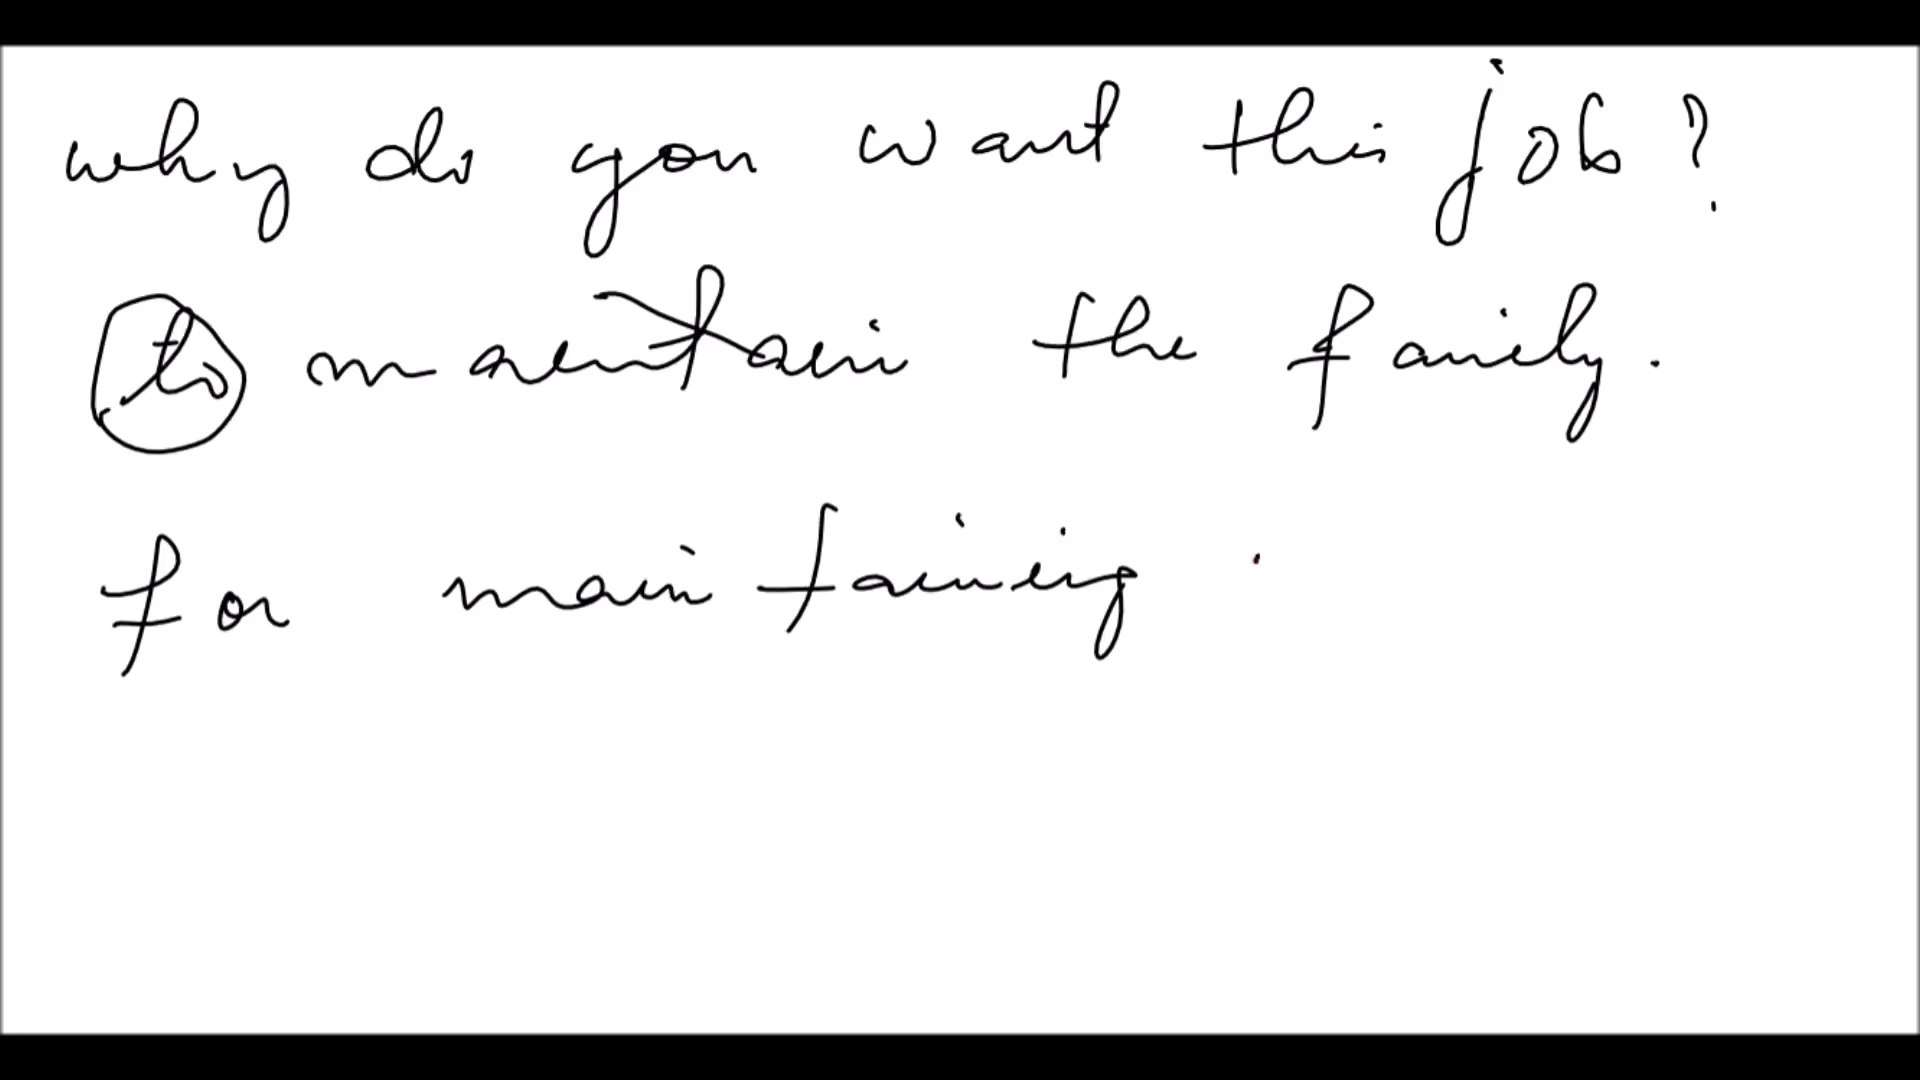 why do you want this job?
to maintain the family.
for maintaining